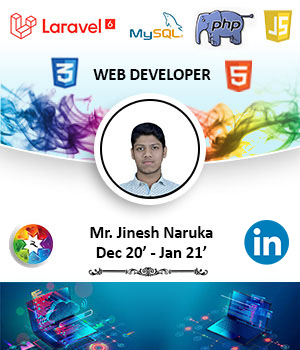 Laravel 6
MySQL
php
JS
3
WEB DEVELOPER
5
Mr. Jinesh Naruka
Dec 20’ - Jan 21’
in